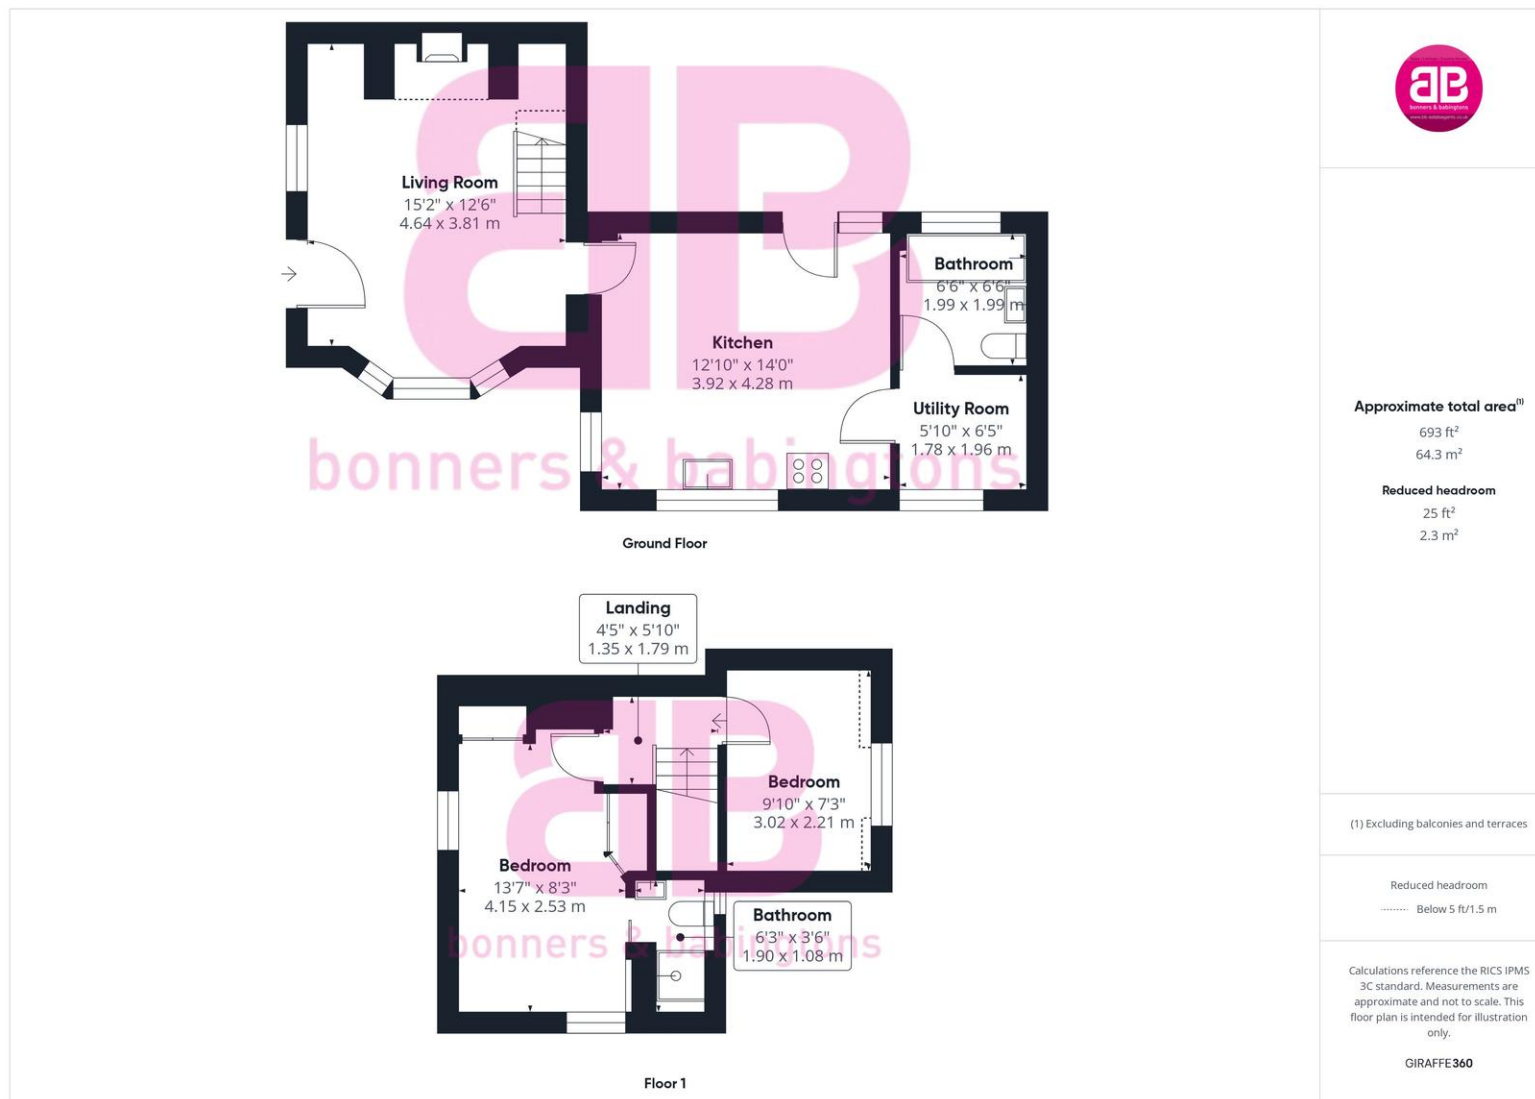 Living Room
15'2" x 12'6"
4.64 x 3.81 m
Kitchen
12'10" x 14'0"
3.92 x 4.28 m
Bathroom
6'6" x 6'6"
1.99 x 1.99 m
Utility Room
5'10" x 6'5"
1.78 x 1.96 m
bonners & babingtons
Ground Floor
Landing
4'5" x 5'10"
1.35 x 1.79 m
Bedroom
9'10" x 7'3"
3.02 x 2.21 m
Bedroom
13'7" x 8'3"
4.15 x 2.53 m
Bathroom
6'3" x 3'6"
1.90 x 1.08 m
bonners & babingtons
Floor 1
bonners & babingtons
Approximate total area(1)
693 ft²
64.3 m²
Reduced headroom
25 ft²
2.3 m²
(1) Excluding balconies and terraces
Reduced headroom
Below 5 ft/1.5 m
Calculations reference the RICS IPMS
3C standard. Measurements are
approximate and not to scale. This
floor plan is intended for illustration
only.
GIRAFFE360